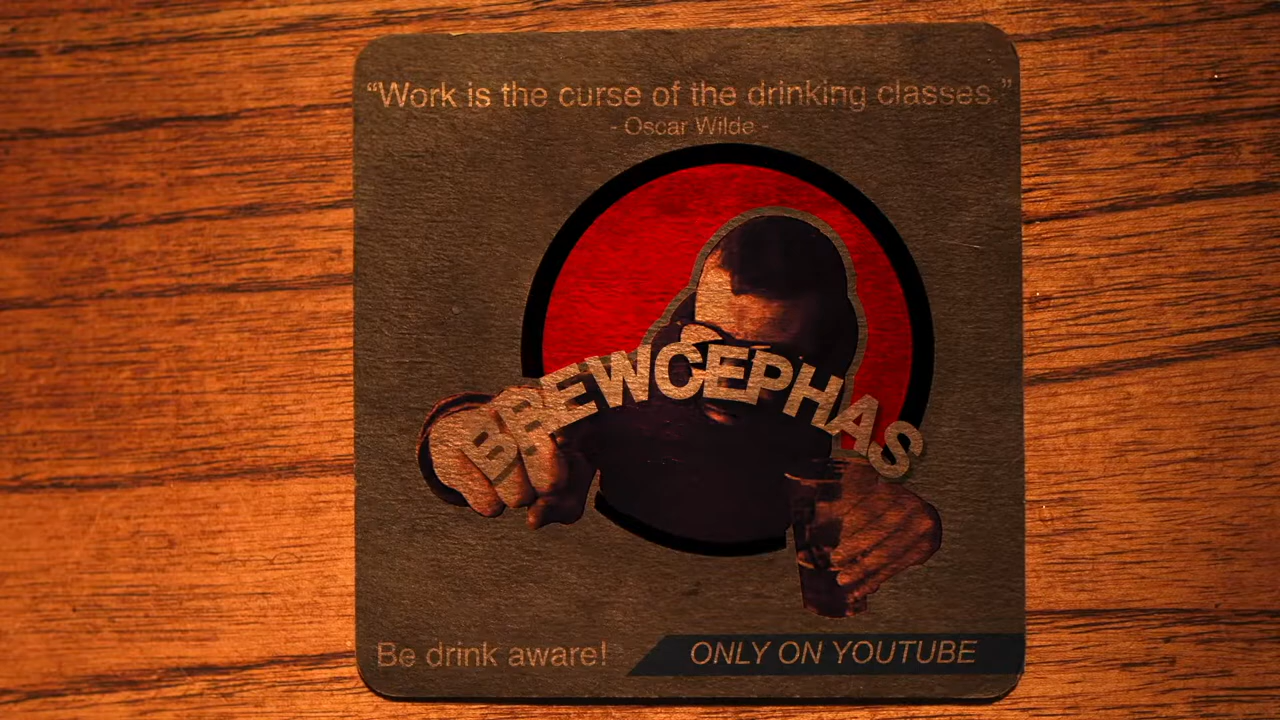 “Work is the curse of the drinking classes.”
- Oscar Wilde -
BREWCEPHAS
Be drink aware!
ONLY ON YOUTUBE